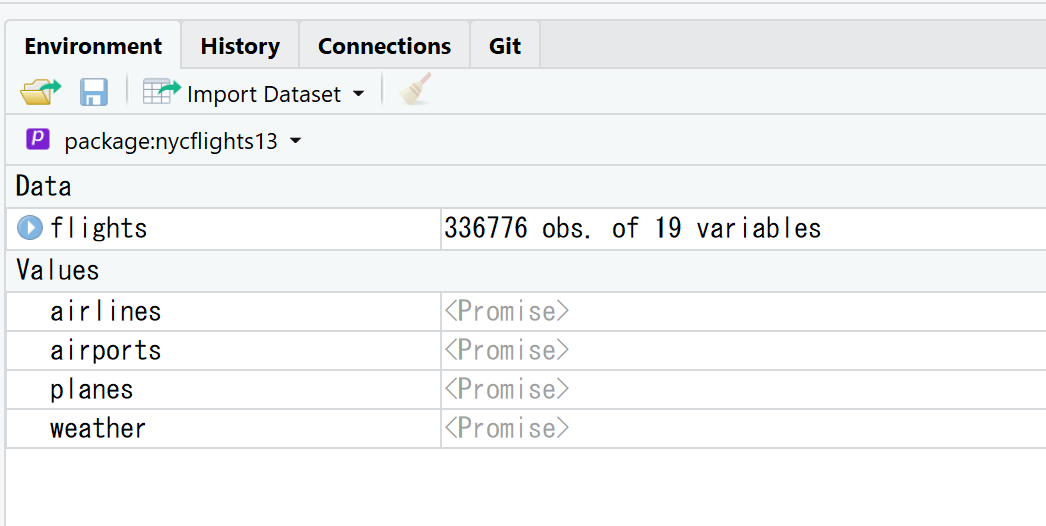 Environment History Connections Git
Import Dataset
P package:nycflights13
Data
flights 336776 obs. of 19 variables
Values
airlines <Promise>
airports <Promise>
planes <Promise>
weather <Promise>